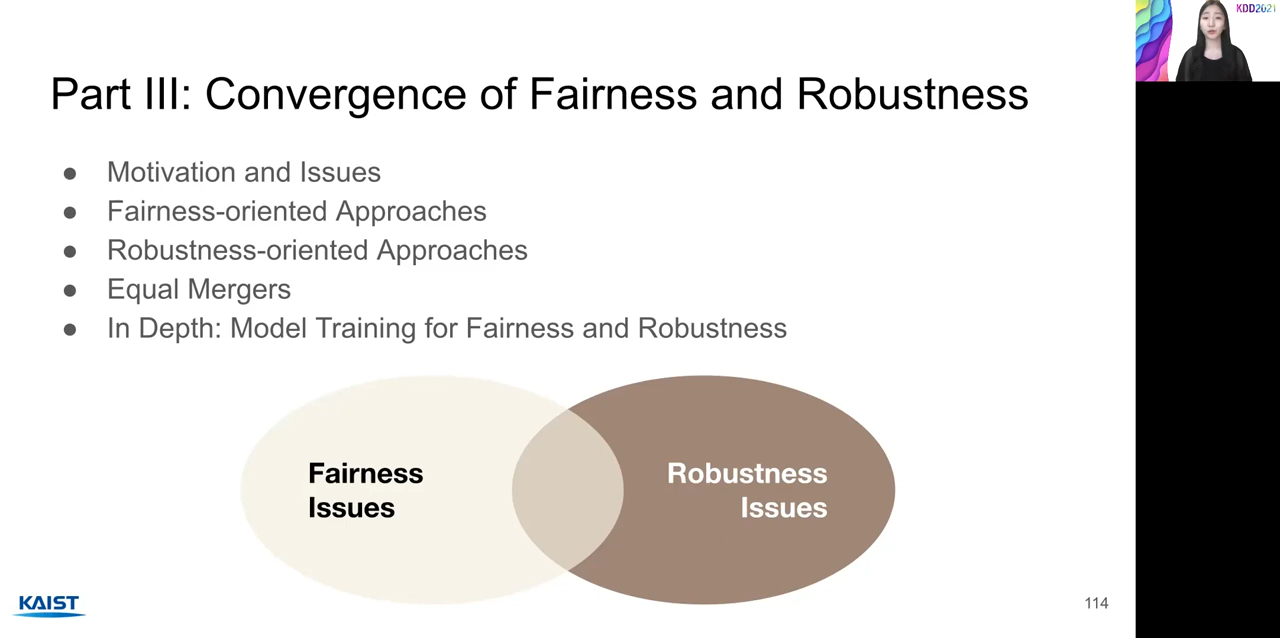 KDD2021
Part III: Convergence of Fairness and Robustness
● Motivation and Issues
● Fairness-oriented Approaches
● Robustness-oriented Approaches
● Equal Mergers
● In Depth: Model Training for Fairness and Robustness
Fairness
Issues
Robustness
Issues
KAIST
114